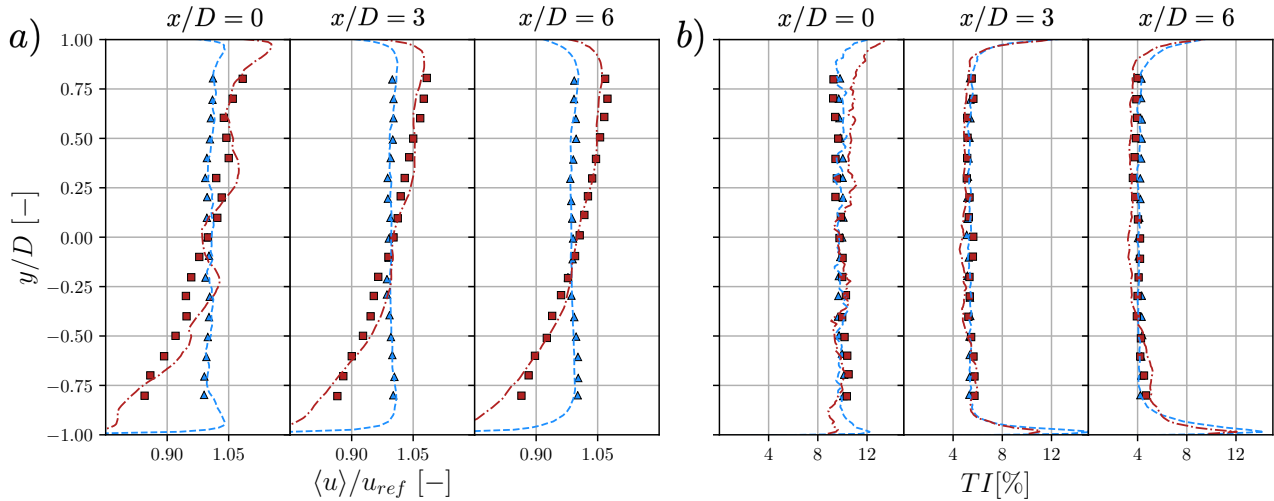 x/D = 0 x/D = 3 x/D = 6 x/D = 0 x/D = 3 x/D = 6
a) b)
1.00
0.75
0.50
0.25
0.00
−0.25
−0.50
−0.75
−1.00
y/D [−]
0.90 1.05 0.90 1.05 0.90 1.05 4 8 12 4 8 12 4 8 12
⟨u⟩/u_ref [−] TI[%]